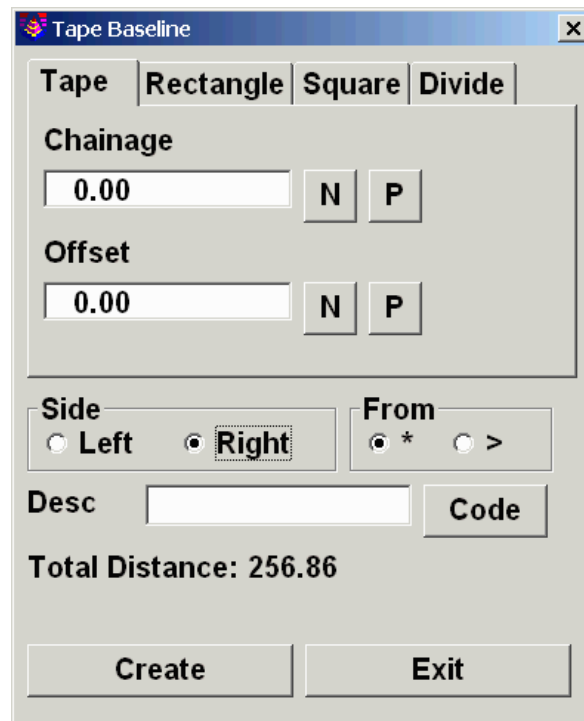 Tape Baseline
Tape Rectangle Square Divide
Chainage
0.00 N P
Offset
0.00 N P
Side From
Left Right * >
Desc Code
Total Distance: 256.86
Create Exit